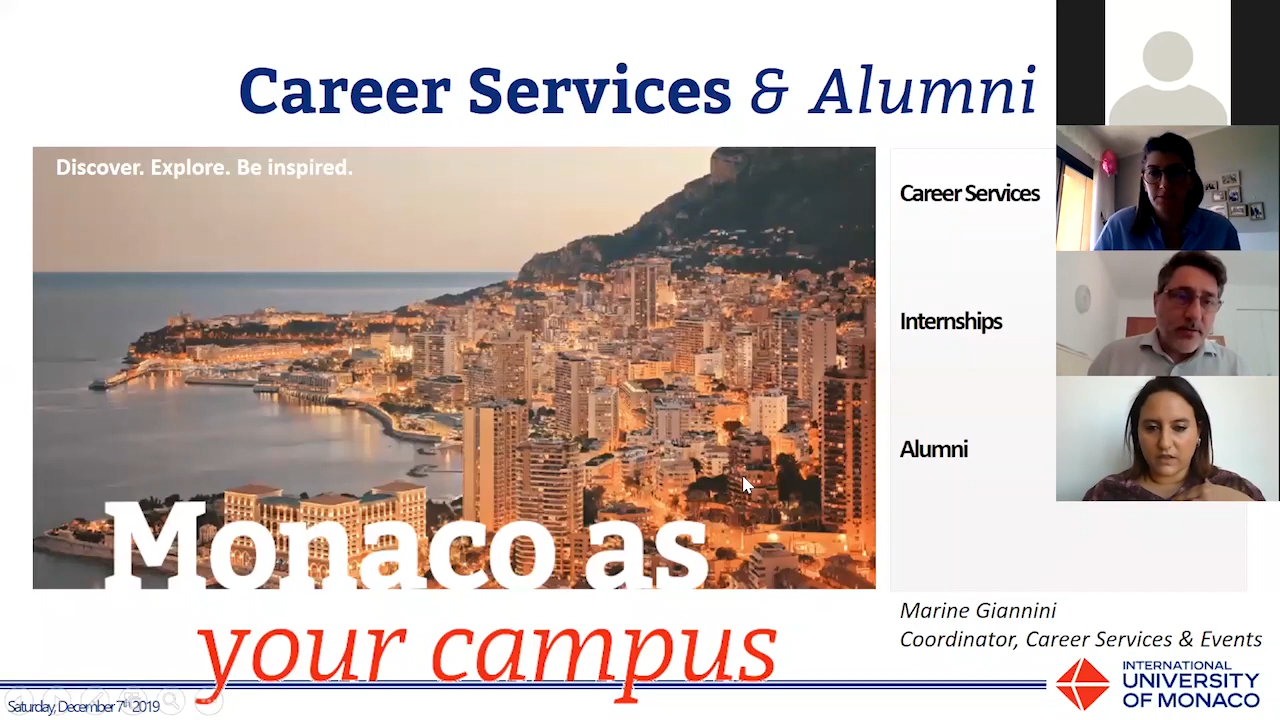 Career Services & Alumni
Discover. Explore. Be inspired.
Career Services
Internships
Alumni
Monaco as
your campus
Marine Giannini
Coordinator, Career Services & Events
INTERNATIONAL
UNIVERSITY
OF MONACO
Saturday, December 7th 2019